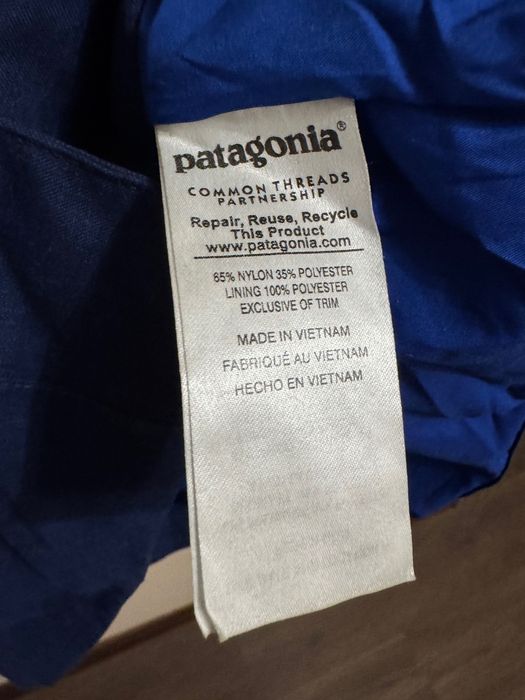 patagonia®
COMMON THREADS
PARTNERSHIP
Repair, Reuse, Recycle
This Product
www.patagonia.com
65% NYLON 35% POLYESTER
LINING 100% POLYESTER
EXCLUSIVE OF TRIM
MADE IN VIETNAM
FABRIQUÉ AU VIETNAM
HECHO EN VIETNAM